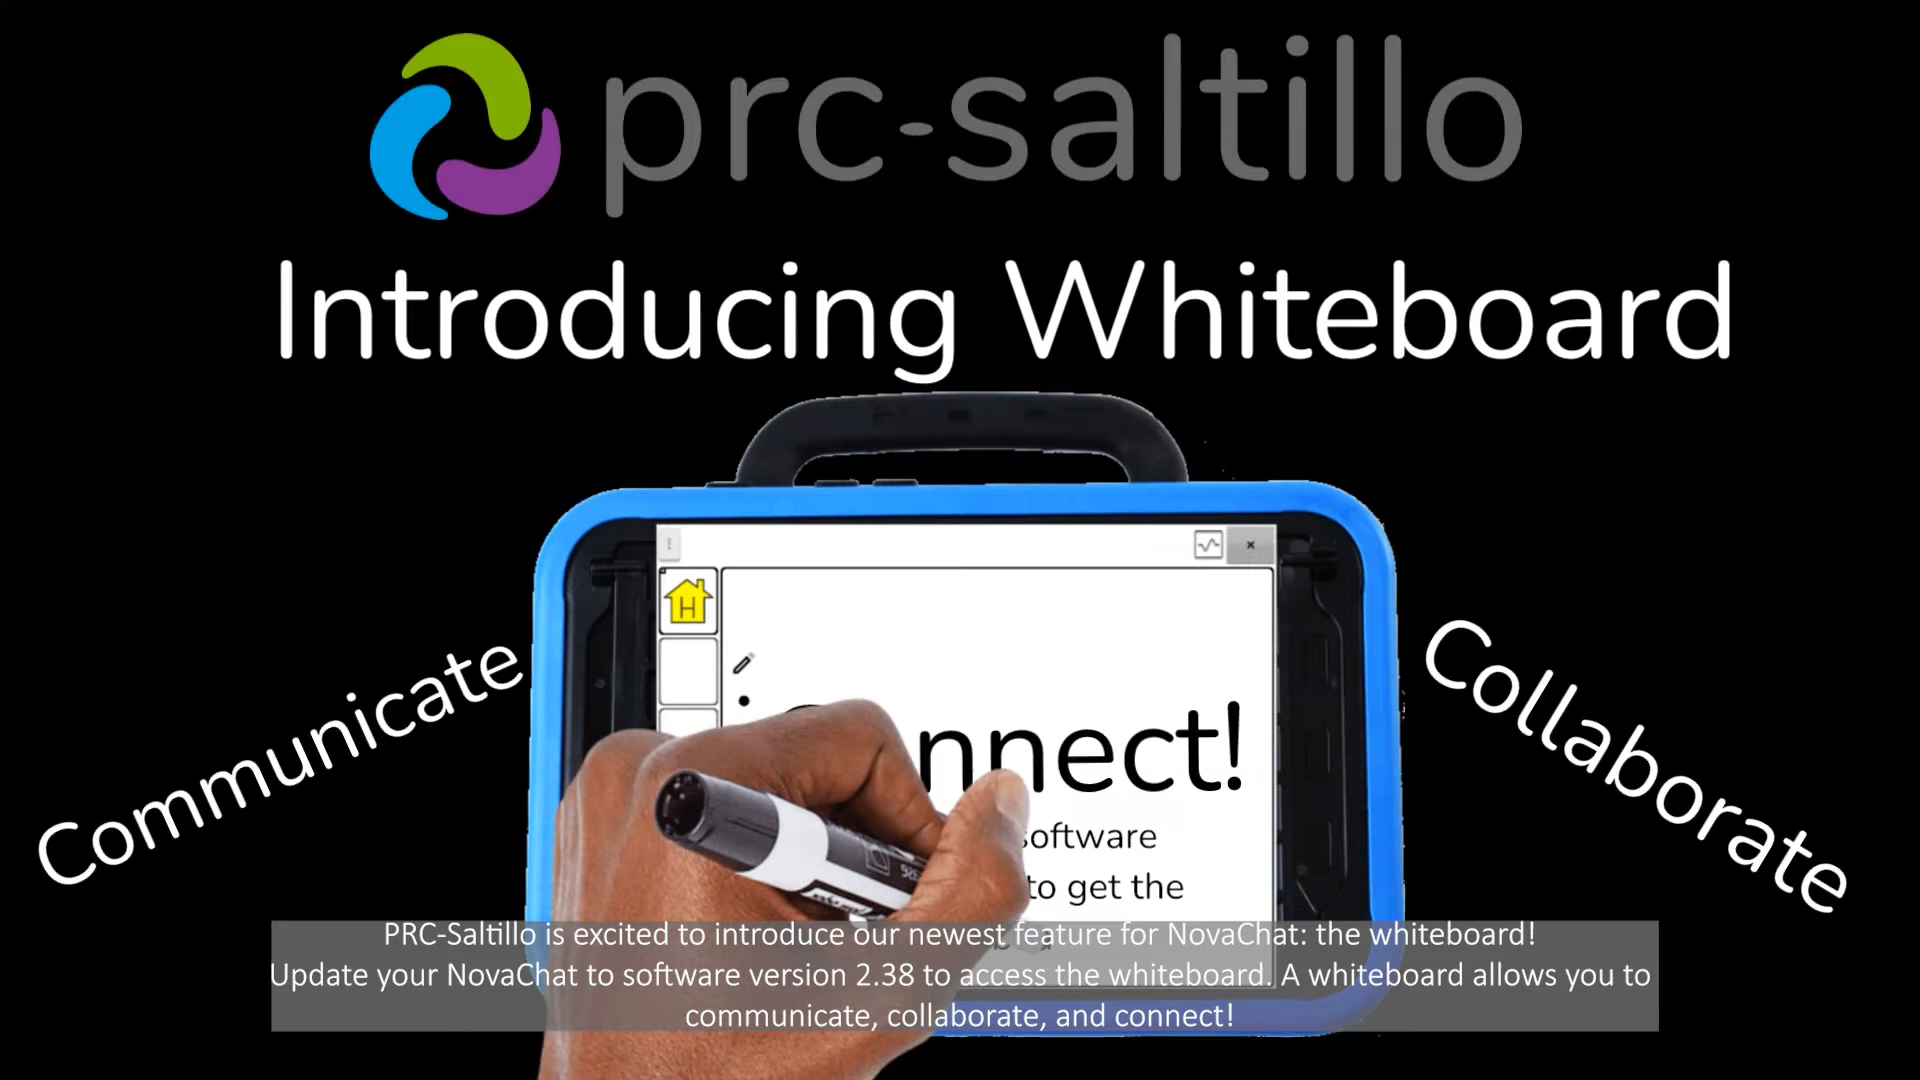 prc-saltillo
Introducing Whiteboard
Communicate
Collaborate
H
nnect!
software
to get the
PRC-Saltillo is excited to introduce our newest feature for NovaChat: the whiteboard!
Update your NovaChat to software version 2.38 to access the whiteboard. A whiteboard allows you to
communicate, collaborate, and connect!